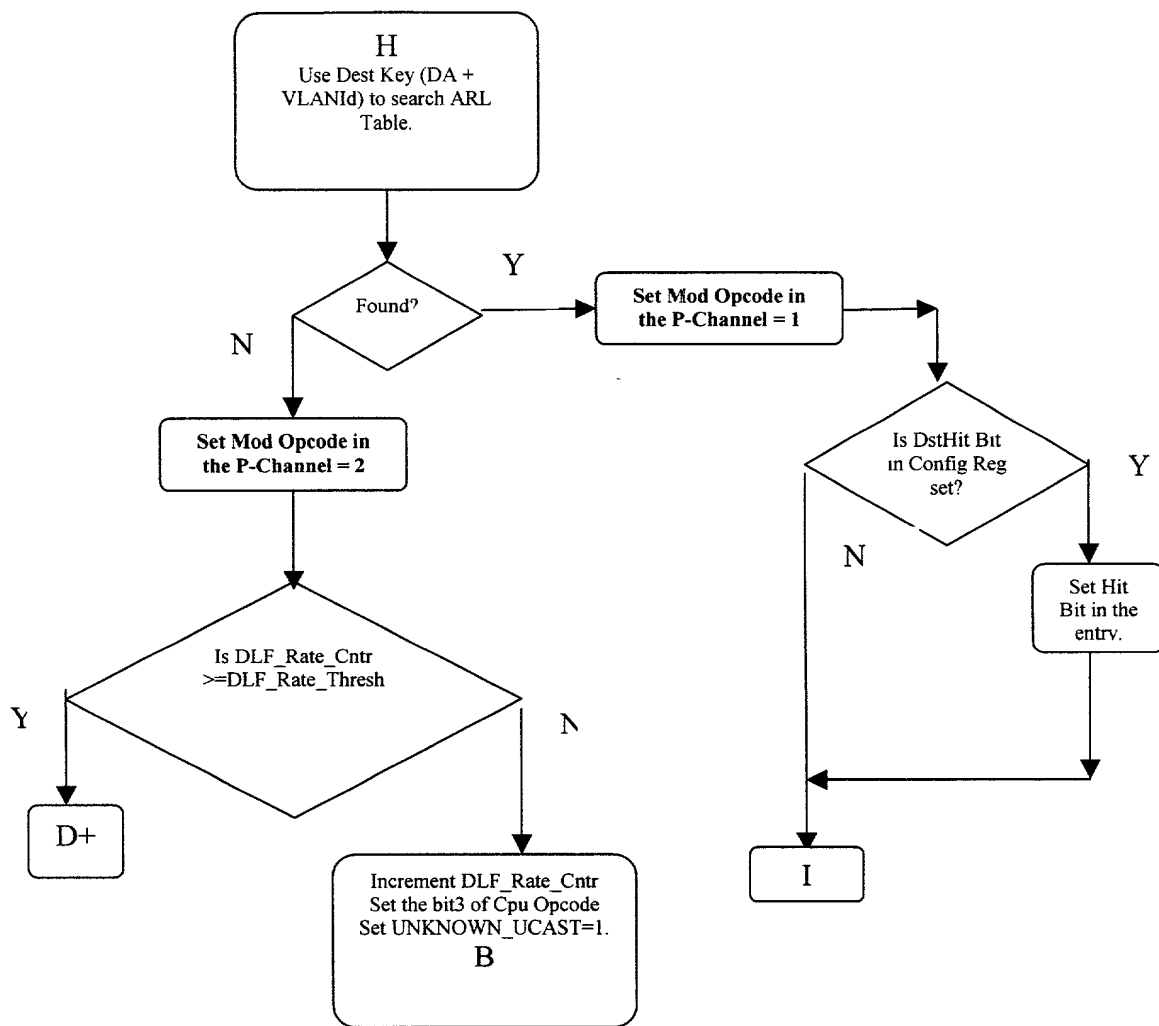 H
Use Dest Key (DA +
VLANId) to search ARL
Table.
Found?
Y
N
Set Mod Opcode in
the P-Channel = 1
Set Mod Opcode in
the P-Channel = 2
Is DstHit Bit
in Config Reg
set?
Y
N
Set Hit
Bit in the
entry.
Is DLF_Rate_Cntr
>=DLF_Rate_Thresh
Y
N
D+
I
Increment DLF_Rate_Cntr
Set the bit3 of Cpu Opcode
Set UNKNOWN_UCAST=1.
B